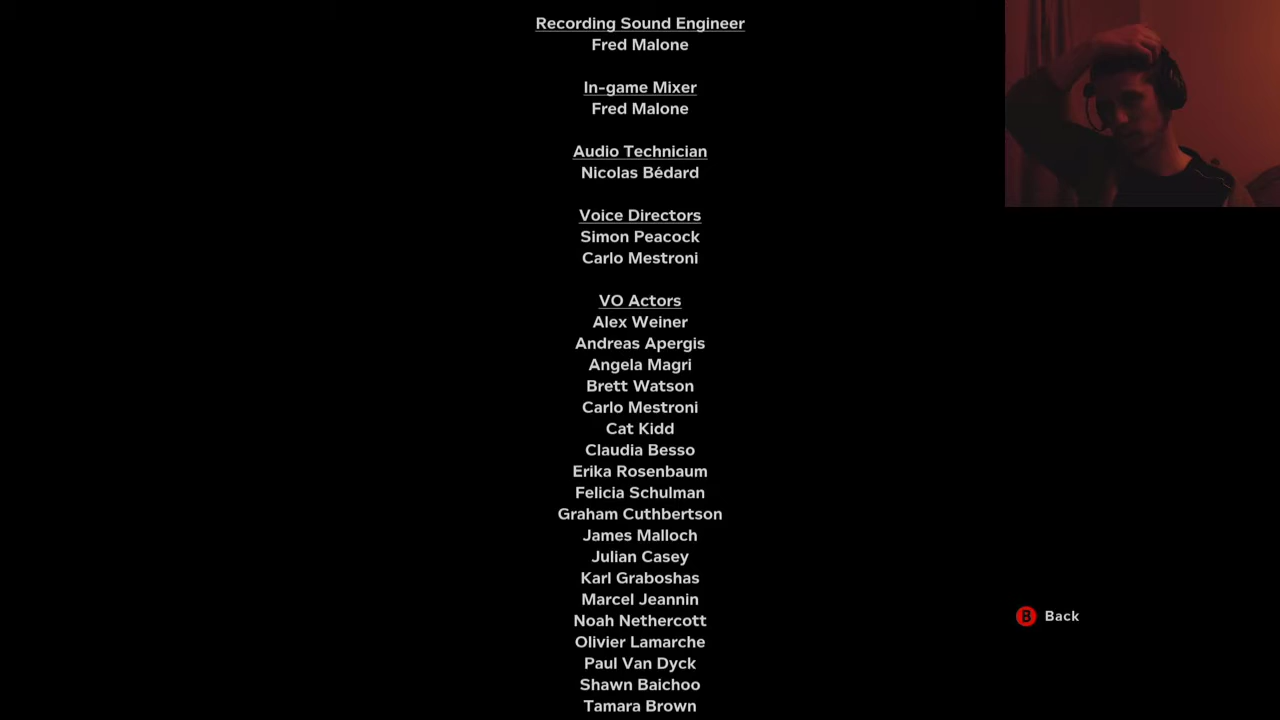 Recording Sound Engineer
Fred Malone
In-game Mixer
Fred Malone
Audio Technician
Nicolas Bédard
Voice Directors
Simon Peacock
Carlo Mestroni
VO Actors
Alex Weiner
Andreas Apergis
Angela Magri
Brett Watson
Carlo Mestroni
Cat Kidd
Claudia Besso
Erika Rosenbaum
Felicia Schulman
Graham Cuthbertson
James Malloch
Julian Casey
Karl Graboshas
Marcel Jeannin
Noah Nethercott
Olivier Lamarche
Paul Van Dyck
Shawn Baichoo
Tamara Brown
B Back